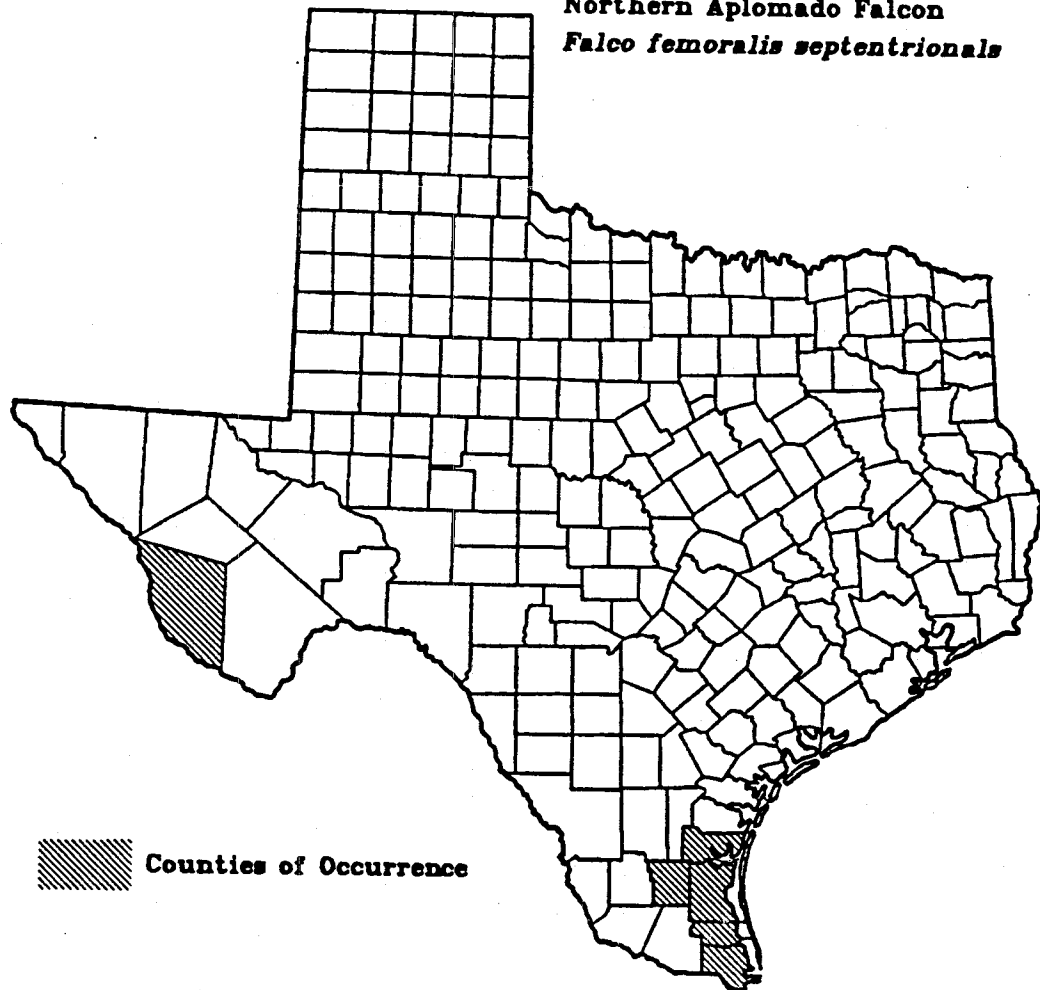 Northern Aplomado Falcon
Falco femoralis septentrionals
Counties of Occurrence